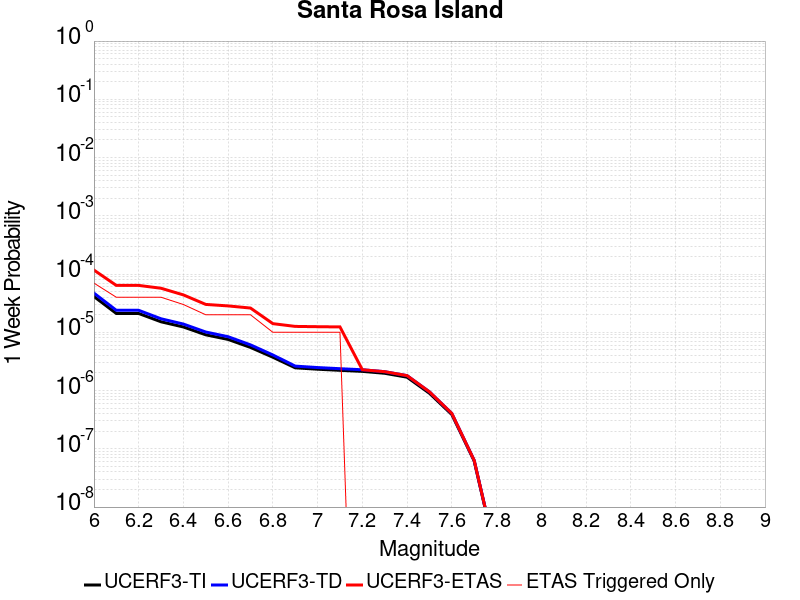 Santa Rosa Island
10^0
10^-1
10^-2
10^-3
10^-4
10^-5
10^-6
10^-7
10^-8
1 Week Probability
6 6.2 6.4 6.6 6.8 7 7.2 7.4 7.6 7.8 8 8.2 8.4 8.6 8.8 9
Magnitude
UCERF3-TI UCERF3-TD UCERF3-ETAS ETAS Triggered Only